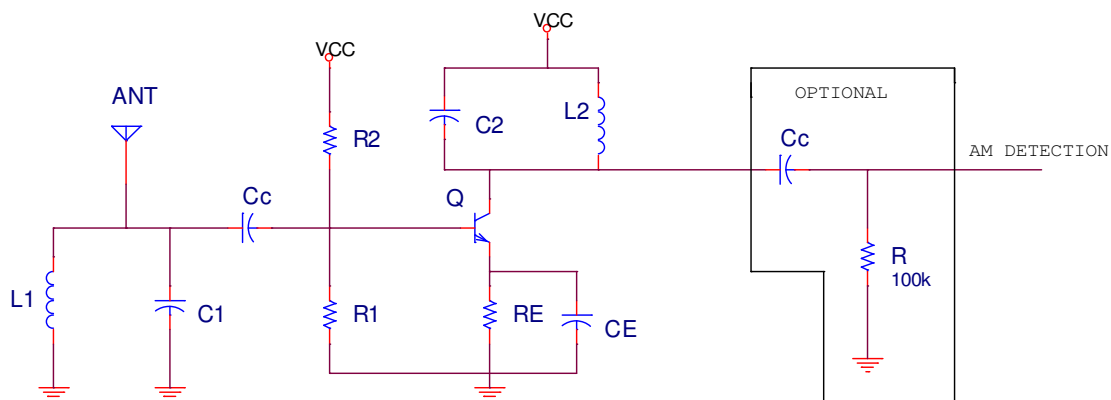 VCC
VCC
ANT
OPTIONAL
R2
C2
L2
Cc
AM DETECTION
Cc
Q
R
100k
L1
C1
R1
RE
CE